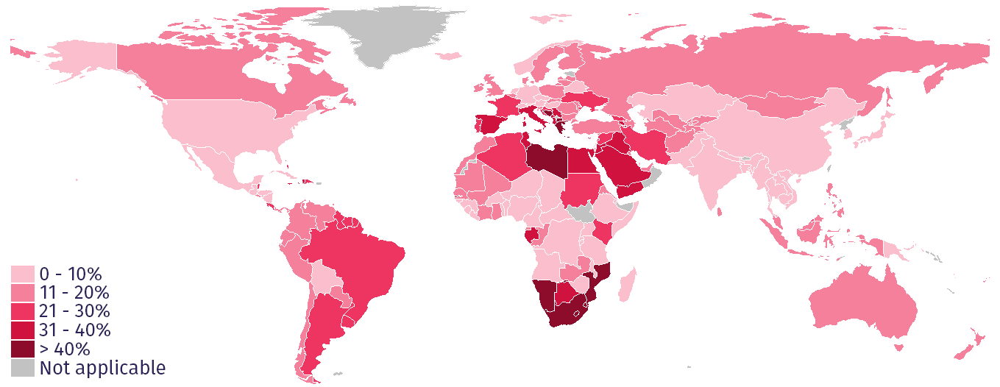 0 - 10%
11 - 20%
21 - 30%
31 - 40%
> 40%
Not applicable